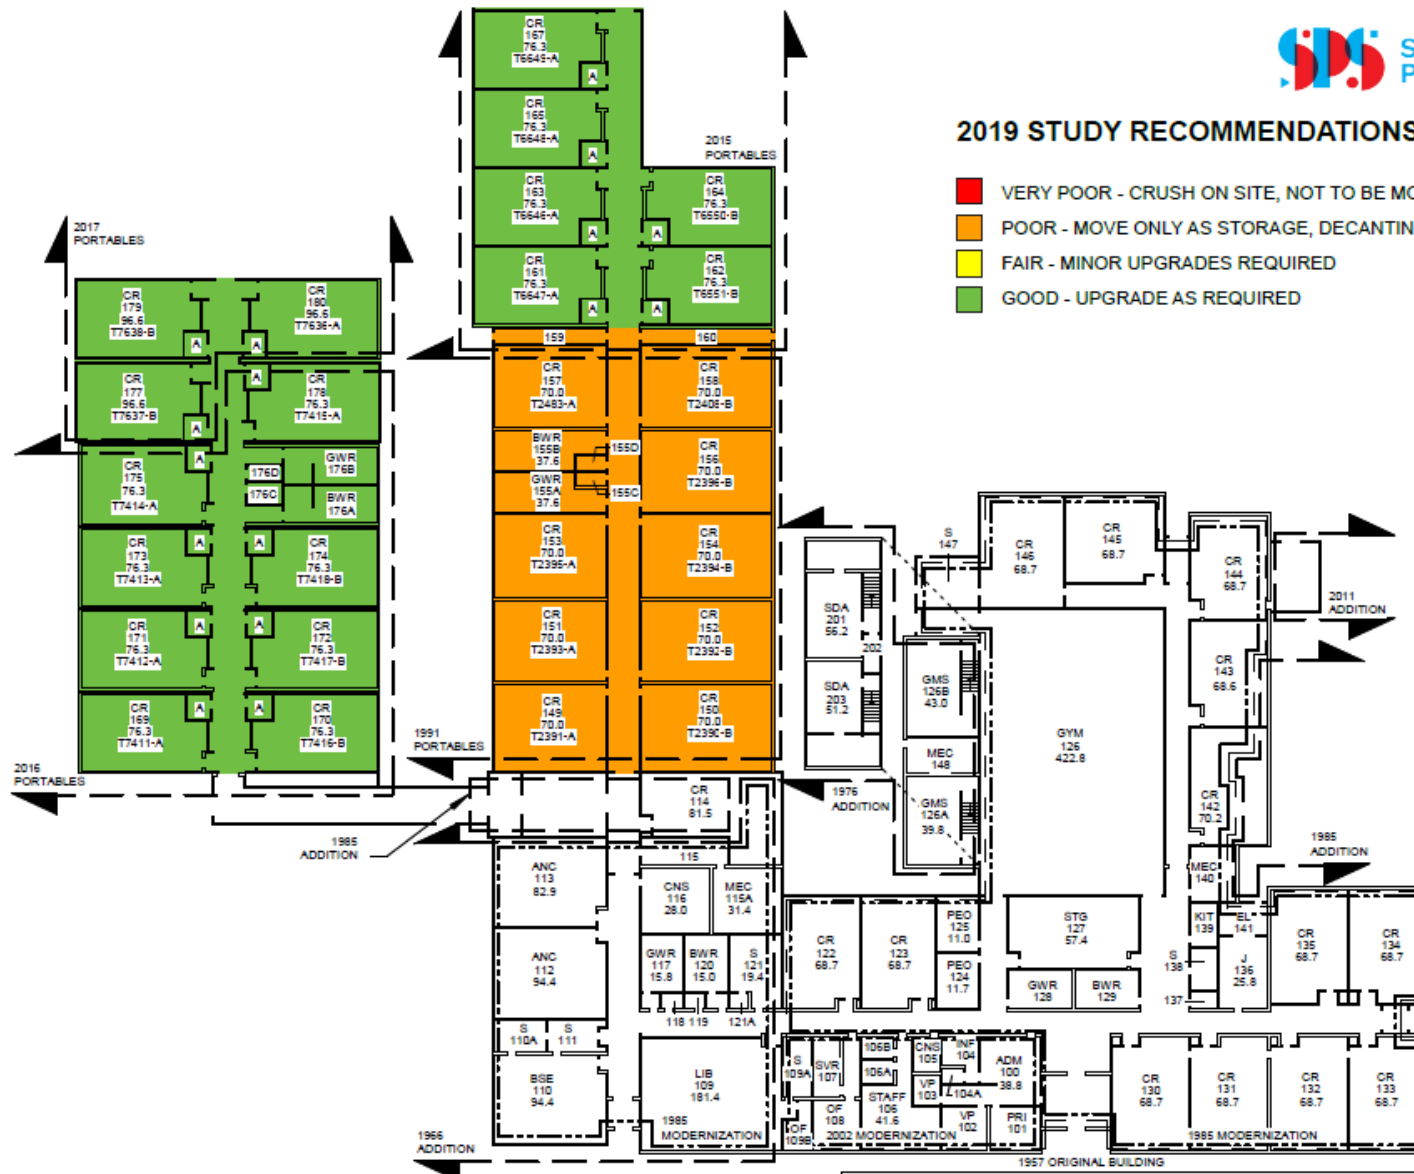 SPS
S
P
2019 STUDY RECOMMENDATIONS
VERY POOR - CRUSH ON SITE, NOT TO BE MO
POOR - MOVE ONLY AS STORAGE, DECANTIN
FAIR - MINOR UPGRADES REQUIRED
GOOD - UPGRADE AS REQUIRED
CR
167
76.3
T6649-A
A
CR
165
76.3
T6648-A
A
2015
PORTABLES
CR
163
76.3
T6646-A
A
CR
164
76.3
T6550-B
A
CR
161
76.3
T6647-A
A
CR
162
76.3
T6551-B
A
2017
PORTABLES
CR
179
96.6
T7638-B
A
CR
180
96.6
T7636-A
A
CR
177
96.6
T7637-B
A
CR
178
76.3
T7415-A
A
CR
175
76.3
T7414-A
A
GWR
176B
176D
176C
BWR
176A
CR
173
76.3
T7413-A
A
CR
174
76.3
T7418-B
A
CR
171
76.3
T7412-A
A
CR
172
76.3
T7417-B
A
CR
169
76.3
T7411-A
A
CR
170
76.3
T7416-B
A
2016
PORTABLES
159
160
CR
157
70.0
T2483-A
CR
158
70.0
T2408-B
BWR
155B
37.6
155D
GWR
155A
37.6
155C
CR
156
70.0
T2396-B
CR
153
70.0
T2395-A
CR
154
70.0
T2394-B
CR
151
70.0
T2393-A
CR
152
70.0
T2392-B
CR
149
70.0
T2391-A
CR
150
70.0
T2390-B
1991
PORTABLES
SDA
201
56.2
202
SDA
203
51.2
S
147
CR
146
68.7
CR
145
68.7
CR
144
68.7
2011
ADDITION
CR
143
68.6
GMS
126B
43.0
MEC
148
GMS
126A
39.8
GYM
126
422.8
CR
142
70.2
1976
ADDITION
1985
ADDITION
MEC
140
1985
ADDITION
CR
114
81.5
115
ANC
113
82.9
CNS
116
28.0
MEC
115A
31.4
ANC
112
94.4
GWR
117
15.8
BWR
120
15.0
S
121
19.4
118 119
121A
S
110A
S
111
BSE
110
94.4
LIB
109
181.4
1985
MODERNIZATION
1966
ADDITION
CR
122
68.7
CR
123
68.7
PEO
125
11.0
PEO
124
11.7
STG
127
57.4
GWR
128
BWR
129
KIT
139
EL
141
S
138
137
J
136
25.8
CR
135
68.7
CR
134
68.7
S
109A
SVR
107
106B
106A
STAFF
106
41.6
CNS
105
INF
104
104A
VP
103
ADM
100
38.8
OF
109B
OF
108
VP
102
PRI
101
2002 MODERNIZATION
CR
130
68.7
CR
131
68.7
CR
132
68.7
CR
133
68.7
1985 MODERNIZATION
1957 ORIGINAL BUILDING